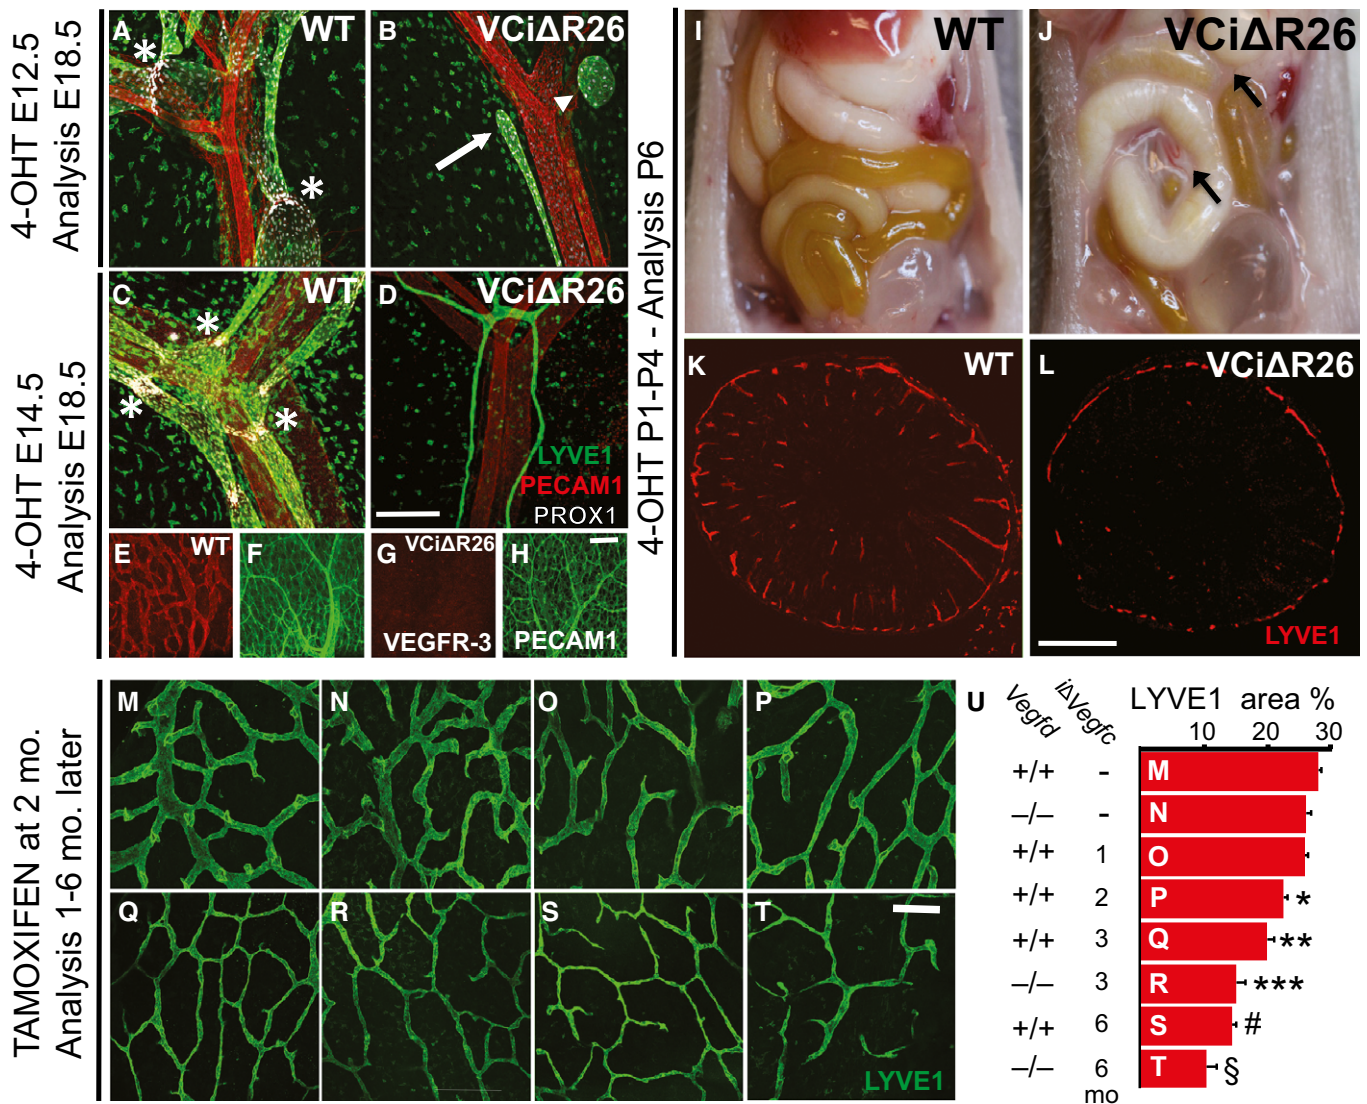 4-OHT E12.5
Analysis E18.5
A
*
WT
*
B
VCiΔR26
4-OHT E14.5
Analysis E18.5
C
WT
*
*
*
D
VCiΔR26
LYVE1
PECAM1
PROX1
E
WT
F
G
VCiΔR26
VEGFR-3
H
PECAM1
4-OHT P1-P4 - Analysis P6
I
WT
J
VCiΔR26
K
WT
L
VCiΔR26
LYVE1
TAMOXIFEN at 2 mo.
Analysis 1-6 mo. later
M
N
O
P
Q
R
S
T
LYVE1
U
Vegfd
iΔVegfc
LYVE1 area %
10 20 30
+/+ - M
–/– - N
+/+ 1 O
+/+ 2 P *
+/+ 3 Q **
–/– 3 R ***
+/+ 6 S #
–/– 6 T §
mo